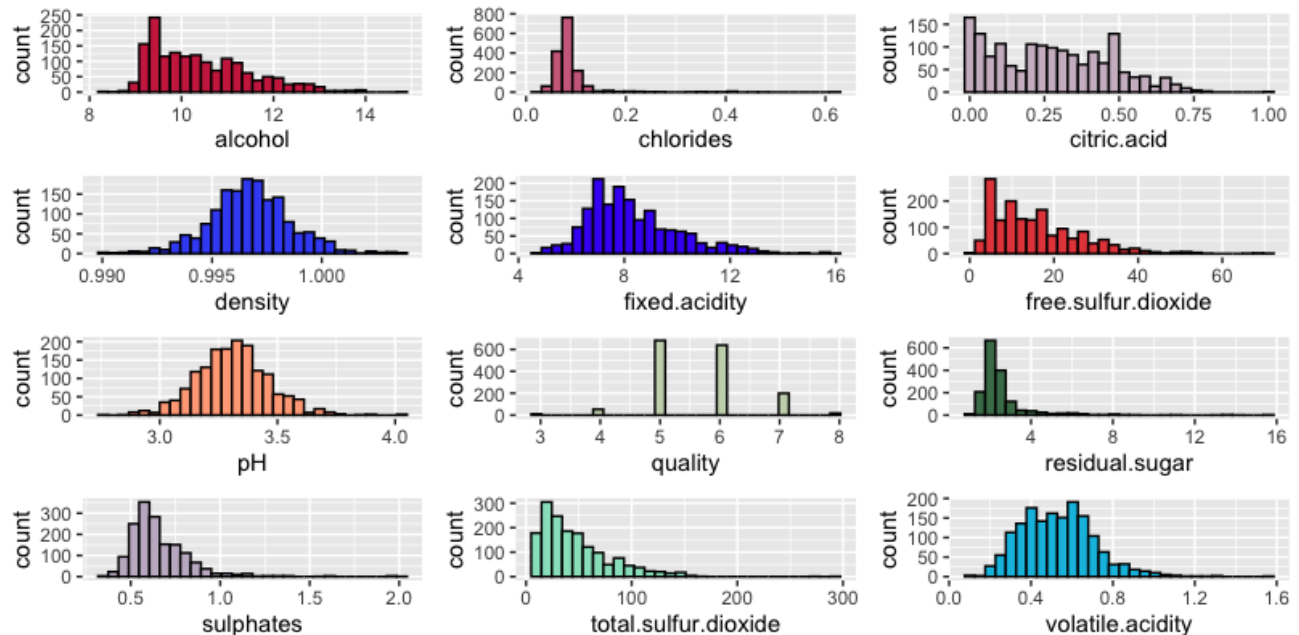 count
250
200
150
100
50
0
8 10 12 14
alcohol
count
800
600
400
200
0
0.0 0.2 0.4 0.6
chlorides
count
150
100
50
0
0.00 0.25 0.50 0.75 1.00
citric.acid
count
150
100
50
0
0.990 0.995 1.000
density
count
200
150
100
50
0
4 8 12 16
fixed.acidity
count
200
100
0
0 20 40 60
free.sulfur.dioxide
count
200
150
100
50
0
3.0 3.5 4.0
pH
count
600
400
200
0
3 4 5 6 7 8
quality
count
600
400
200
0
4 8 12 16
residual.sugar
count
300
200
100
0
0.5 1.0 1.5 2.0
sulphates
count
300
200
100
0
0 100 200 300
total.sulfur.dioxide
count
200
150
100
50
0
0.0 0.4 0.8 1.2 1.6
volatile.acidity